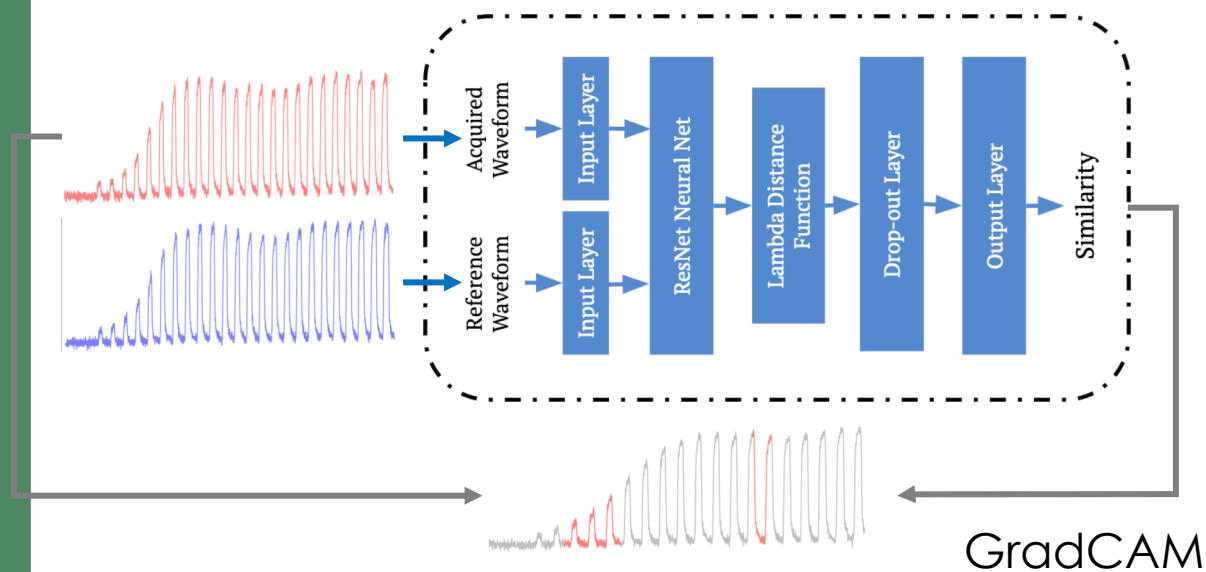 Acquired
Waveform
Input Layer
Reference
Waveform
Input Layer
ResNet Neural Net
Lambda Distance
Function
Drop-out Layer
Output Layer
Similarity
GradCAM